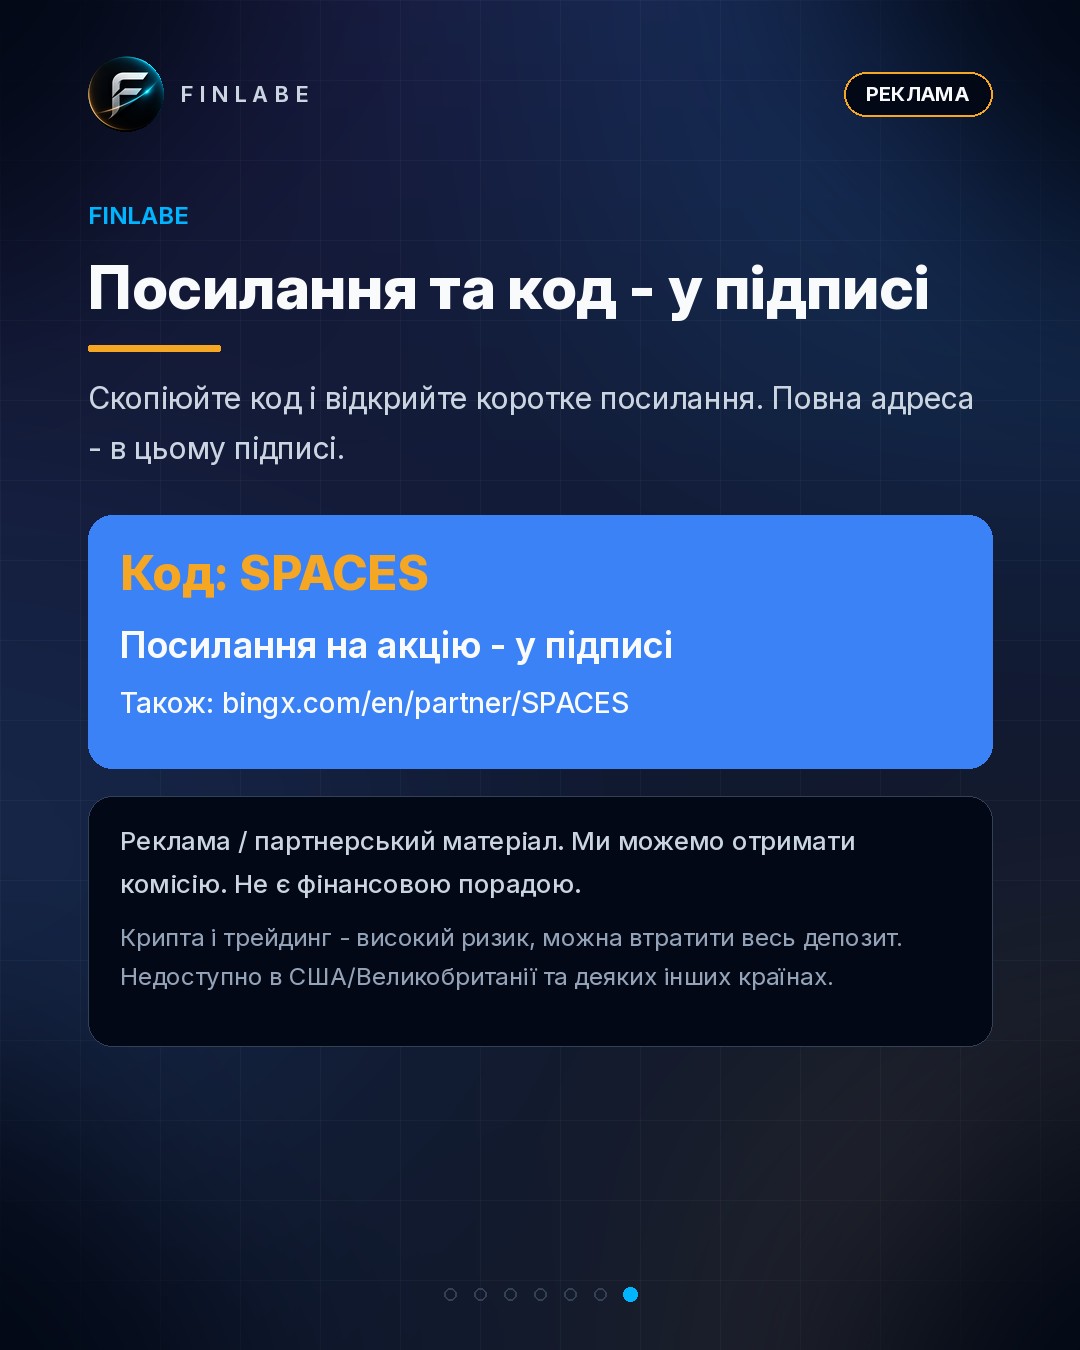 FINLABE
РЕКЛАМА
FINLABE
Посилання та код - у підписі
Скопіюйте код і відкрийте коротке посилання. Повна адреса
- в цьому підписі.
Код: SPACES
Посилання на акцію - у підписі
Також: bingx.com/en/partner/SPACES
Реклама / партнерський матеріал. Ми можемо отримати
комісію. Не є фінансовою порадою.
Крипта і трейдинг - високий ризик, можна втратити весь депозит.
Недоступно в США/Великобританії та деяких інших країнах.